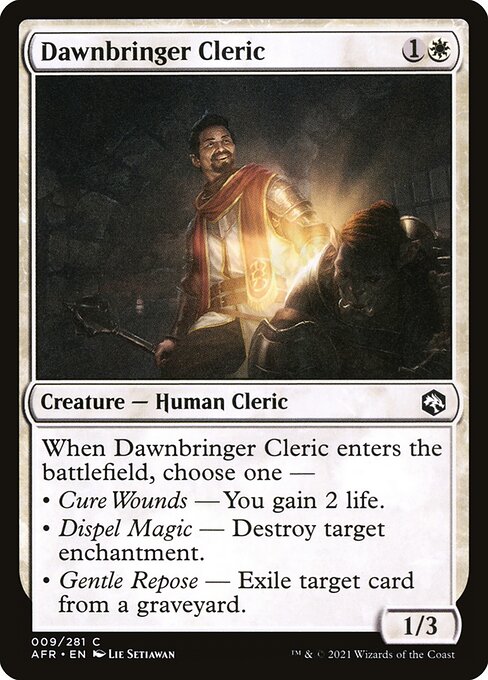 Dawnbringer Cleric 1
Creature — Human Cleric
When Dawnbringer Cleric enters the
battlefield, choose one —
• Cure Wounds — You gain 2 life.
• Dispel Magic — Destroy target
enchantment.
• Gentle Repose — Exile target card
from a graveyard.
1/3
009/281 C
AFR • EN Lie Setiawan
™ & © 2021 Wizards of the Coast